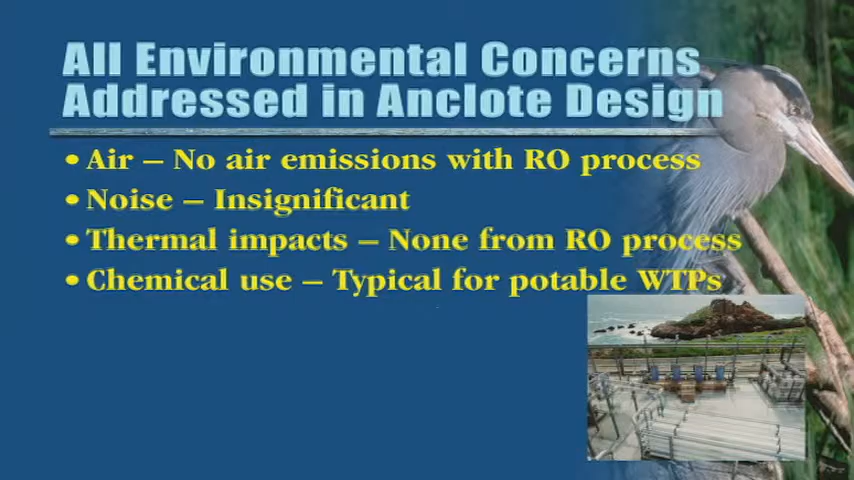 All Environmental Concerns
Addressed in Anclote Design
• Air – No air emissions with RO process
• Noise – Insignificant
• Thermal impacts – None from RO process
• Chemical use – Typical for potable WTPs